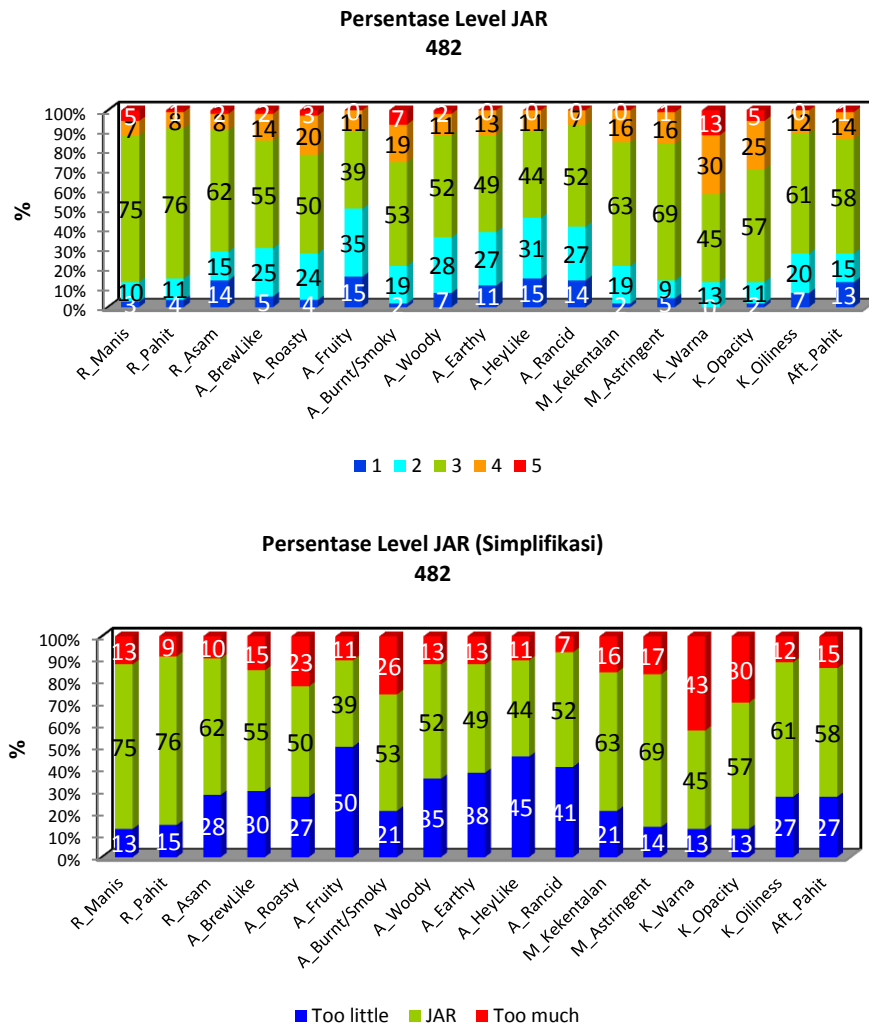 Persentase Level JAR
482
5 1 2 2 3 0 7 2 0 0 0 0 1 13 5 0 1
7 8 8 14 20 11 19 11 13 11 7 16 16 30 25 12 14
75 76 62 55 50 39 53 52 49 44 52 63 69 45 57 61 58
10 11 15 25 24 35 19 28 27 31 27 19 9 13 11 20 15
3 4 14 5 4 15 2 7 11 15 14 2 5 0 2 7 13
100%
90%
80%
70%
60%
50%
40%
30%
20%
10%
0%
%
R_Manis
R_Pahit
R_Asam
A_BrewLike
A_Roasty
A_Fruity
A_Burnt/Smoky
A_Woody
A_Earthy
A_HeyLike
A_Rancid
M_Kekentalan
M_Astringent
K_Warna
K_Opacity
K_Oiliness
Aft_Pahit
1 2 3 4 5
Persentase Level JAR (Simplifikasi)
482
13 9 10 15 23 11 26 13 13 11 7 16 17 43 30 12 15
75 76 62 55 50 39 53 52 49 44 52 63 69 45 57 61 58
13 15 28 30 27 50 21 35 38 45 41 21 14 13 13 27 27
100%
90%
80%
70%
60%
50%
40%
30%
20%
10%
0%
%
R_Manis
R_Pahit
R_Asam
A_BrewLike
A_Roasty
A_Fruity
A_Burnt/Smoky
A_Woody
A_Earthy
A_HeyLike
A_Rancid
M_Kekentalan
M_Astringent
K_Warna
K_Opacity
K_Oiliness
Aft_Pahit
Too little JAR Too much